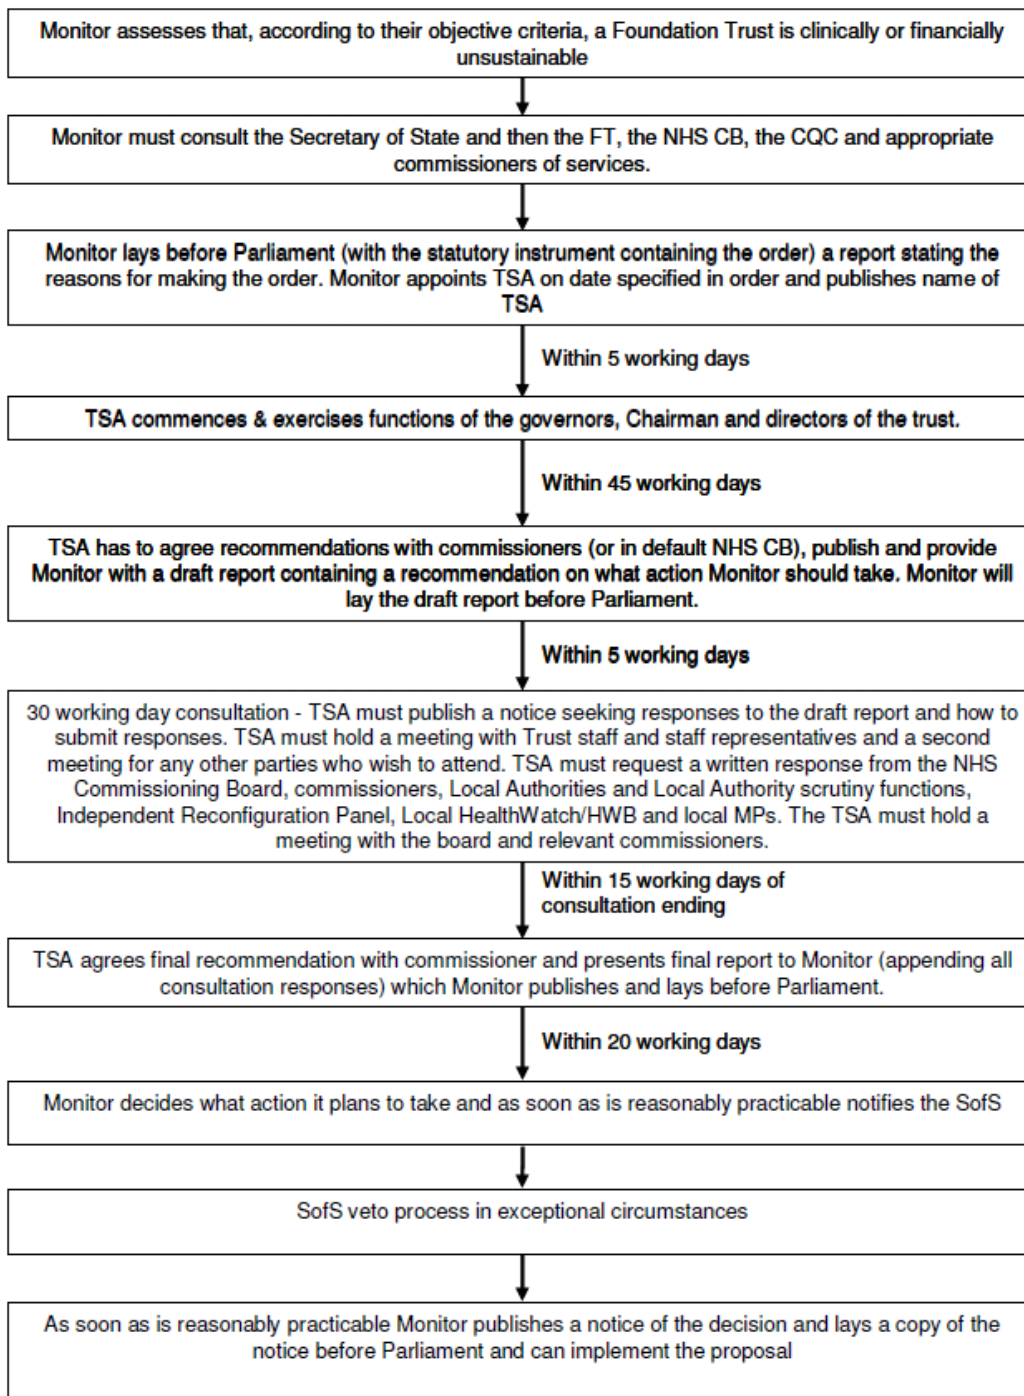 Monitor assesses that, according to their objective criteria, a Foundation Trust is clinically or financially
unsustainable
Monitor must consult the Secretary of State and then the FT, the NHS CB, the CQC and appropriate
commissioners of services.
Monitor lays before Parliament (with the statutory instrument containing the order) a report stating the
reasons for making the order. Monitor appoints TSA on date specified in order and publishes name of
TSA
Within 5 working days
TSA commences & exercises functions of the governors, Chairman and directors of the trust.
Within 45 working days
TSA has to agree recommendations with commissioners (or in default NHS CB), publish and provide
Monitor with a draft report containing a recommendation on what action Monitor should take. Monitor will
lay the draft report before Parliament.
Within 5 working days
30 working day consultation - TSA must publish a notice seeking responses to the draft report and how to
submit responses. TSA must hold a meeting with Trust staff and staff representatives and a second
meeting for any other parties who wish to attend. TSA must request a written response from the NHS
Commissioning Board, commissioners, Local Authorities and Local Authority scrutiny functions,
Independent Reconfiguration Panel, Local HealthWatch/HWB and local MPs. The TSA must hold a
meeting with the board and relevant commissioners.
Within 15 working days of
consultation ending
TSA agrees final recommendation with commissioner and presents final report to Monitor (appending all
consultation responses) which Monitor publishes and lays before Parliament.
Within 20 working days
Monitor decides what action it plans to take and as soon as is reasonably practicable notifies the SofS
SofS veto process in exceptional circumstances
As soon as is reasonably practicable Monitor publishes a notice of the decision and lays a copy of the
notice before Parliament and can implement the proposal